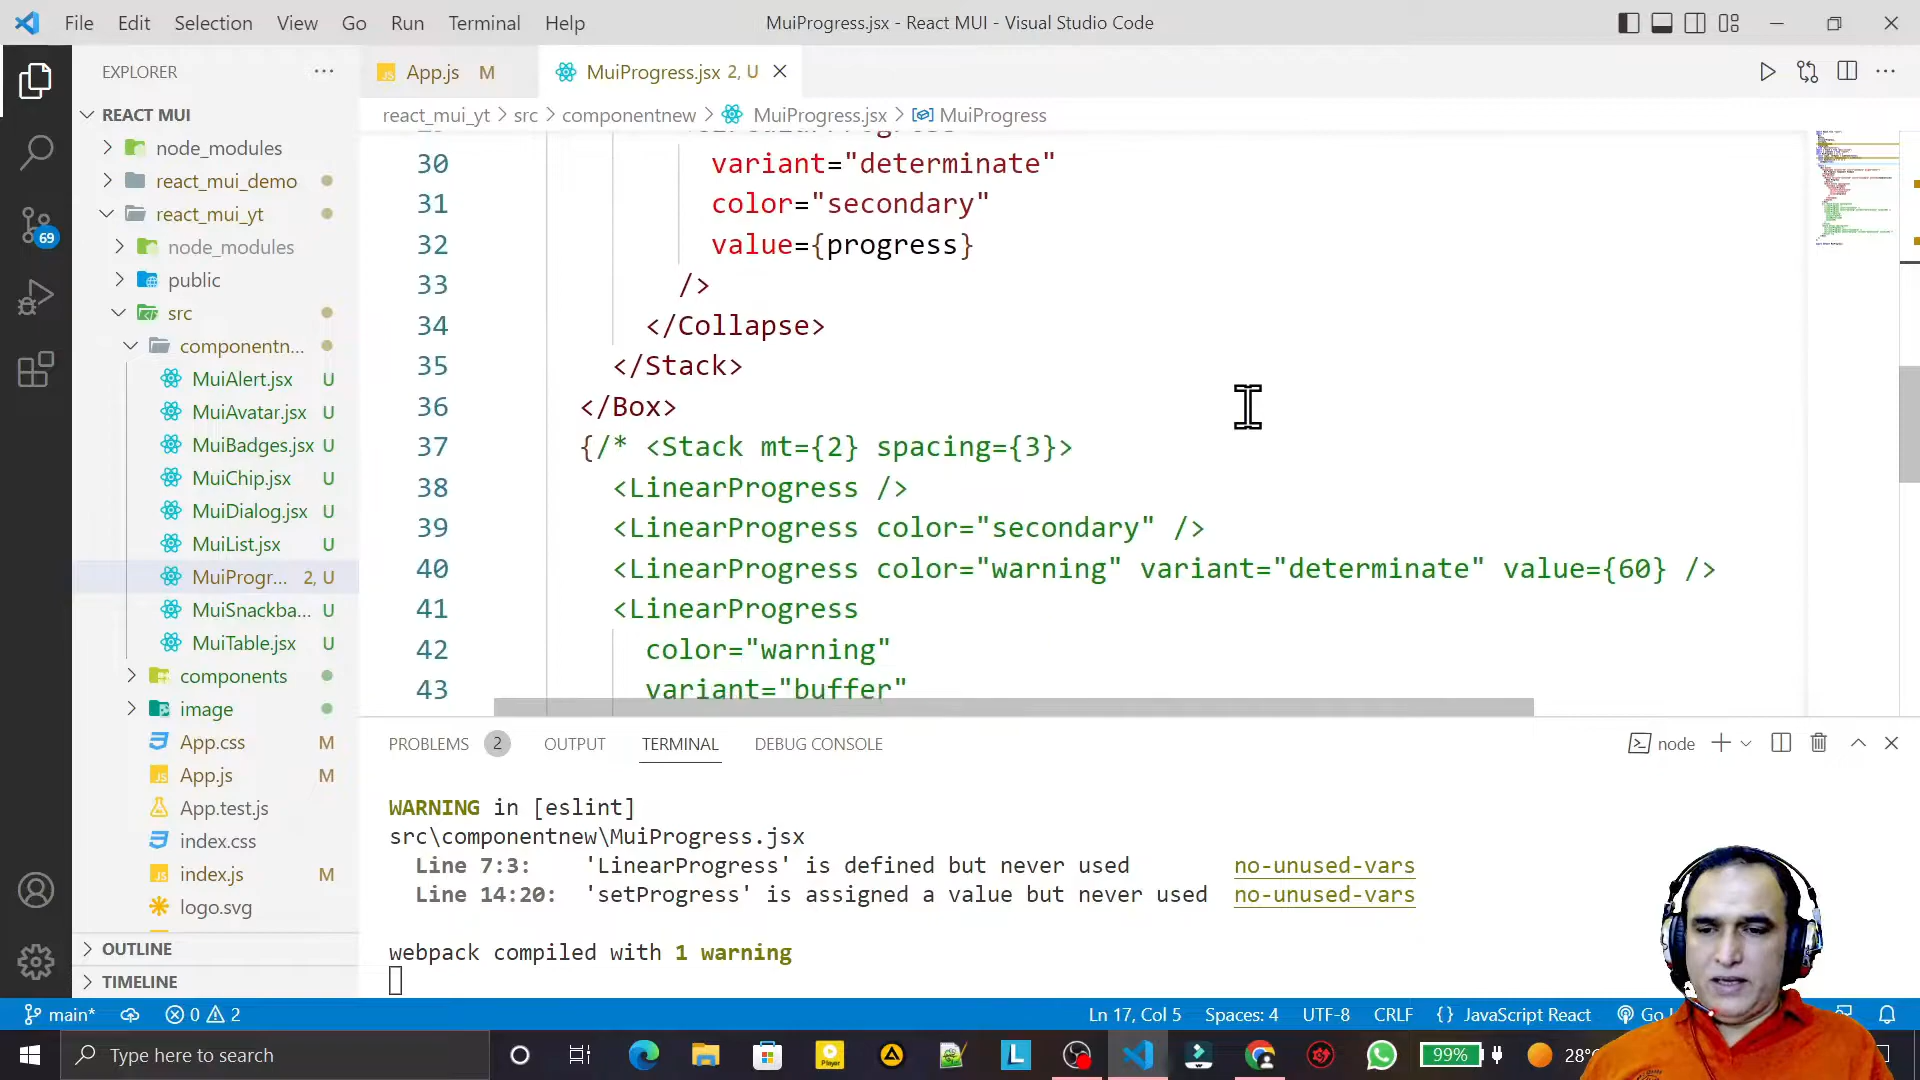 File Edit Selection View Go Run Terminal Help
MuiProgress.jsx - React MUI - Visual Studio Code
EXPLORER
App.js M
MuiProgress.jsx 2, U
react_mui_yt > src > componentnew > MuiProgress.jsx > MuiProgress
REACT MUI
node_modules
react_mui_demo
react_mui_yt
node_modules
public
src
componentn...
MuiAlert.jsx U
MuiAvatar.jsx U
MuiBadges.jsx U
MuiChip.jsx U
MuiDialog.jsx U
MuiList.jsx U
MuiProgr... 2, U
MuiSnackba... U
MuiTable.jsx U
components
image
App.css M
App.js M
App.test.js
index.css
index.js M
logo.svg
OUTLINE
TIMELINE
69
30 variant="determinate"
31 color="secondary"
32 value={progress}
33 />
34 </Collapse>
35 </Stack>
36 </Box>
37 {/* <Stack mt={2} spacing={3}>
38 <LinearProgress />
39 <LinearProgress color="secondary" />
40 <LinearProgress color="warning" variant="determinate" value={60} />
41 <LinearProgress
42 color="warning"
43 variant="buffer"
PROBLEMS 2 OUTPUT TERMINAL DEBUG CONSOLE
node
WARNING in [eslint]
src\componentnew\MuiProgress.jsx
Line 7:3: 'LinearProgress' is defined but never used no-unused-vars
Line 14:20: 'setProgress' is assigned a value but never used no-unused-vars
webpack compiled with 1 warning
main* 0 2
Ln 17, Col 5 Spaces: 4 UTF-8 CRLF {} JavaScript React Go
Type here to search
Player
L
99%
28°